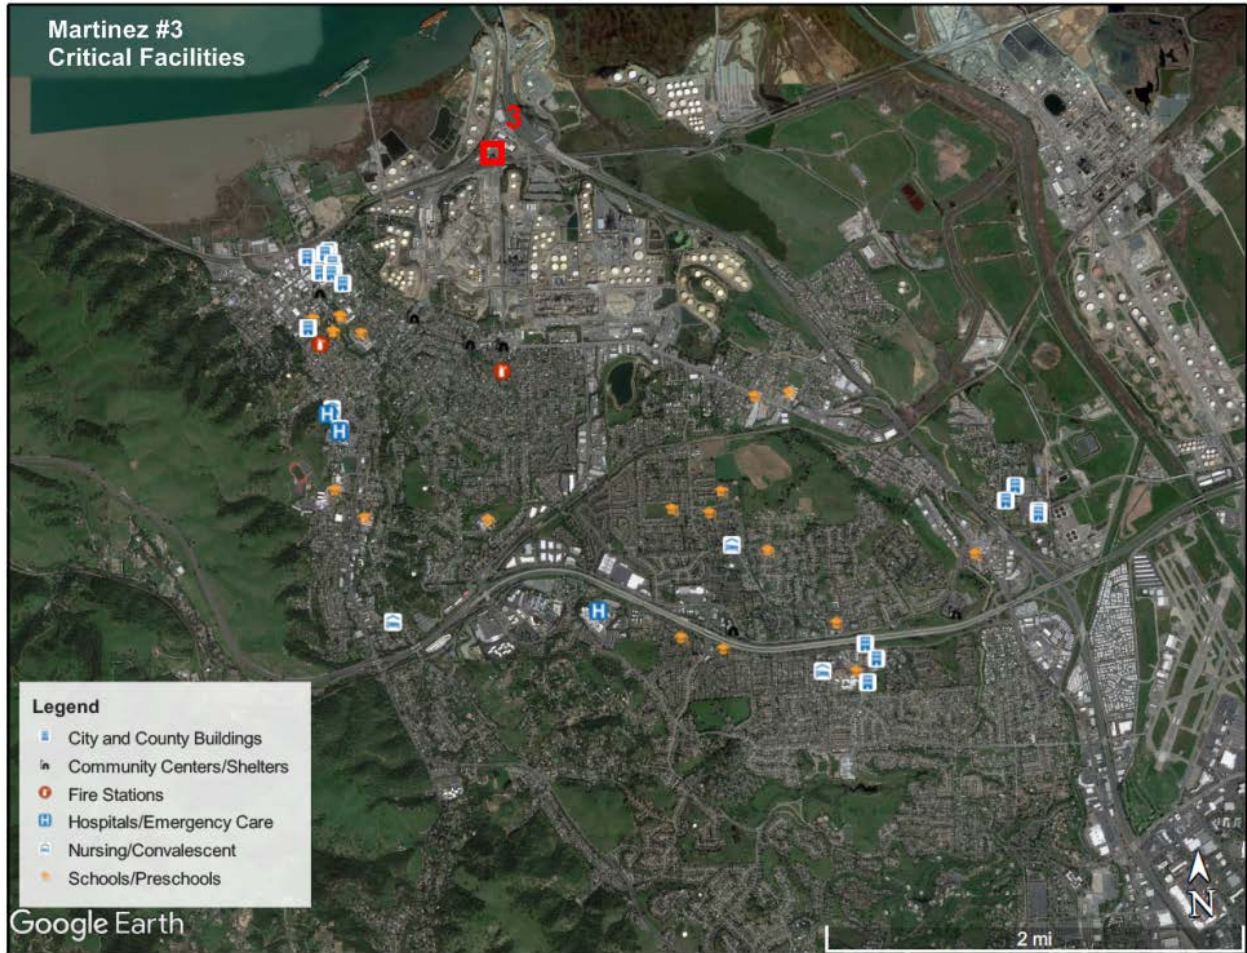 Martinez #3
Critical Facilities
3
Legend
City and County Buildings
Community Centers/Shelters
Fire Stations
Hospitals/Emergency Care
Nursing/Convalescent
Schools/Preschools
Google Earth
N
2 mi